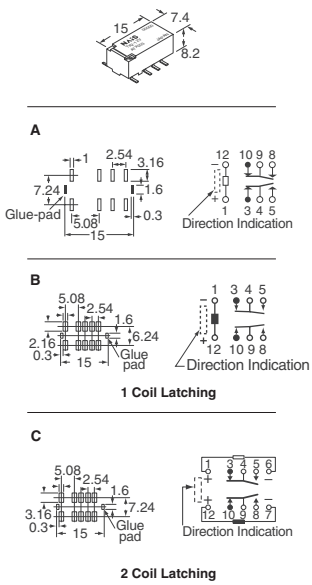 15
7.4
NAiS
8.2
A
1
2.54
3.16
7.24
1.6
Glue-pad
5.08
0.3
15
12 10 9 8
1 3 4 5
Direction Indication
B
5.08
2.54
1.6
6.24
2.16
0.3
15
Glue
pad
1 3 4 5
12 10 9 8
Direction Indication
1 Coil Latching
C
5.08
2.54
1.6
7.24
3.16
0.3
15
Glue
pad
1 3 4 5 6
+ −
+ −
12 10 9 8 7
Direction Indication
2 Coil Latching